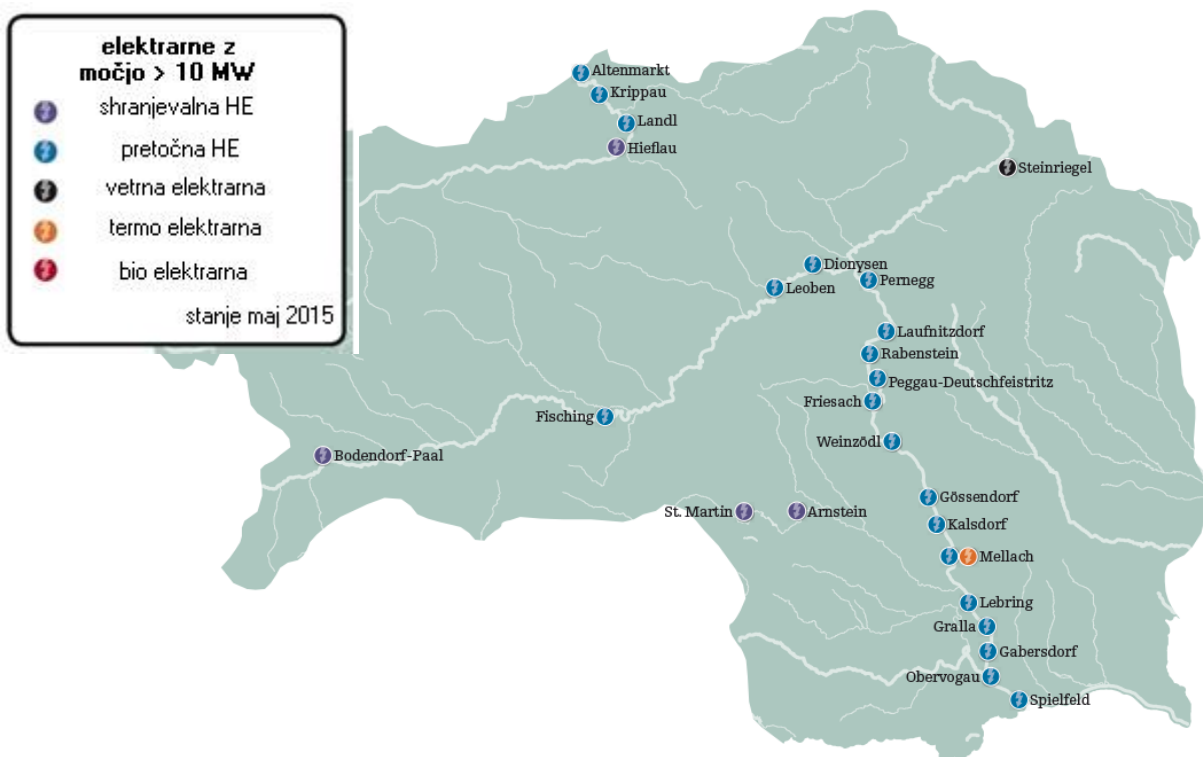 elektrarne z
močjo > 10 MW
shranjevalna HE
pretočna HE
vetrna elektrarna
termo elektrarna
bio elektrarna
stanje maj 2015
Altenmarkt
Krippau
Landl
Hieflau
Steinriegel
Dionysen
Pernegg
Leoben
Laufnitzdorf
Rabenstein
Peggau-Deutschfeistritz
Friesach
Fisching
Weinzödl
Bodendorf-Paal
Gössendorf
St. Martin
Arnstein
Kalsdorf
Mellach
Lebring
Gralla
Gabersdorf
Obervogau
Spielfeld